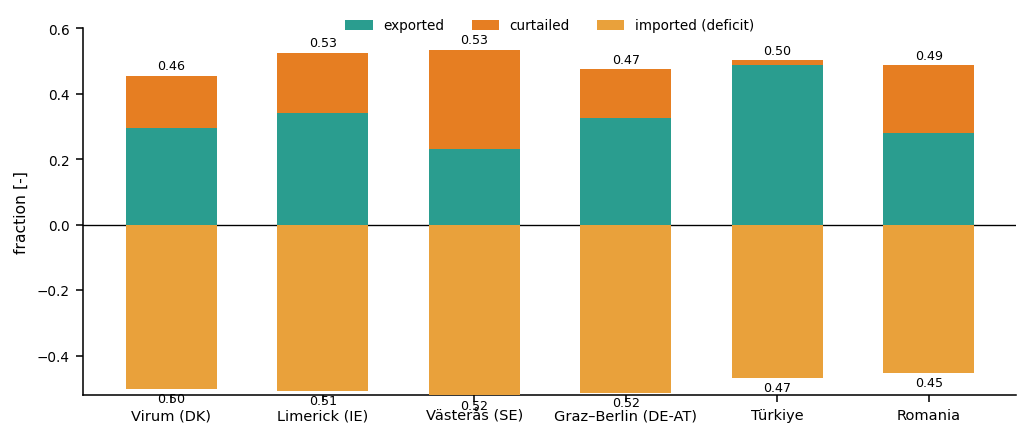 exported curtailed imported (deficit)
0.6
0.4
0.2
0.0
−0.2
−0.4
fraction [-]
0.46 0.53 0.53 0.47 0.50 0.49
0.50 0.51 0.52 0.52 0.47 0.45
Virum (DK) Limerick (IE) Västerås (SE) Graz–Berlin (DE-AT) Türkiye Romania